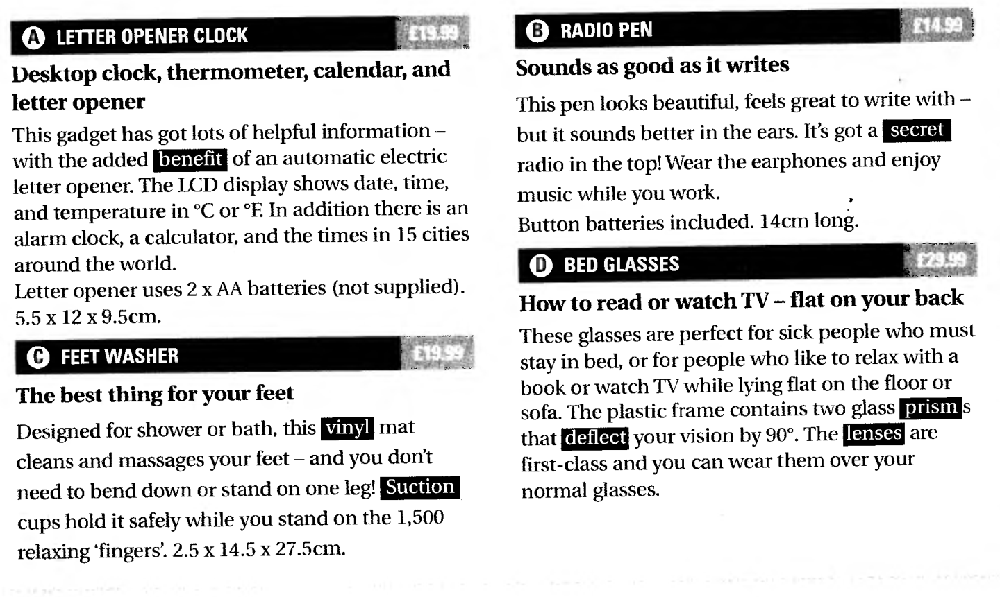 A LETTER OPENER CLOCK £19.99
Desktop clock, thermometer, calendar, and
letter opener
This gadget has got lots of helpful information –
with the added benefit of an automatic electric
letter opener. The LCD display shows date, time,
and temperature in °C or °F. In addition there is an
alarm clock, a calculator, and the times in 15 cities
around the world.
Letter opener uses 2 x AA batteries (not supplied).
5.5 x 12 x 9.5cm.
C FEET WASHER £19.99
The best thing for your feet
Designed for shower or bath, this vinyl mat
cleans and massages your feet – and you don't
need to bend down or stand on one leg! Suction
cups hold it safely while you stand on the 1,500
relaxing 'fingers'. 2.5 x 14.5 x 27.5cm.
B RADIO PEN £14.99
Sounds as good as it writes
This pen looks beautiful, feels great to write with –
but it sounds better in the ears. It's got a secret
radio in the top! Wear the earphones and enjoy
music while you work.
Button batteries included. 14cm long.
D BED GLASSES £29.99
How to read or watch TV – flat on your back
These glasses are perfect for sick people who must
stay in bed, or for people who like to relax with a
book or watch TV while lying flat on the floor or
sofa. The plastic frame contains two glass prisms
that deflect your vision by 90°. The lenses are
first-class and you can wear them over your
normal glasses.